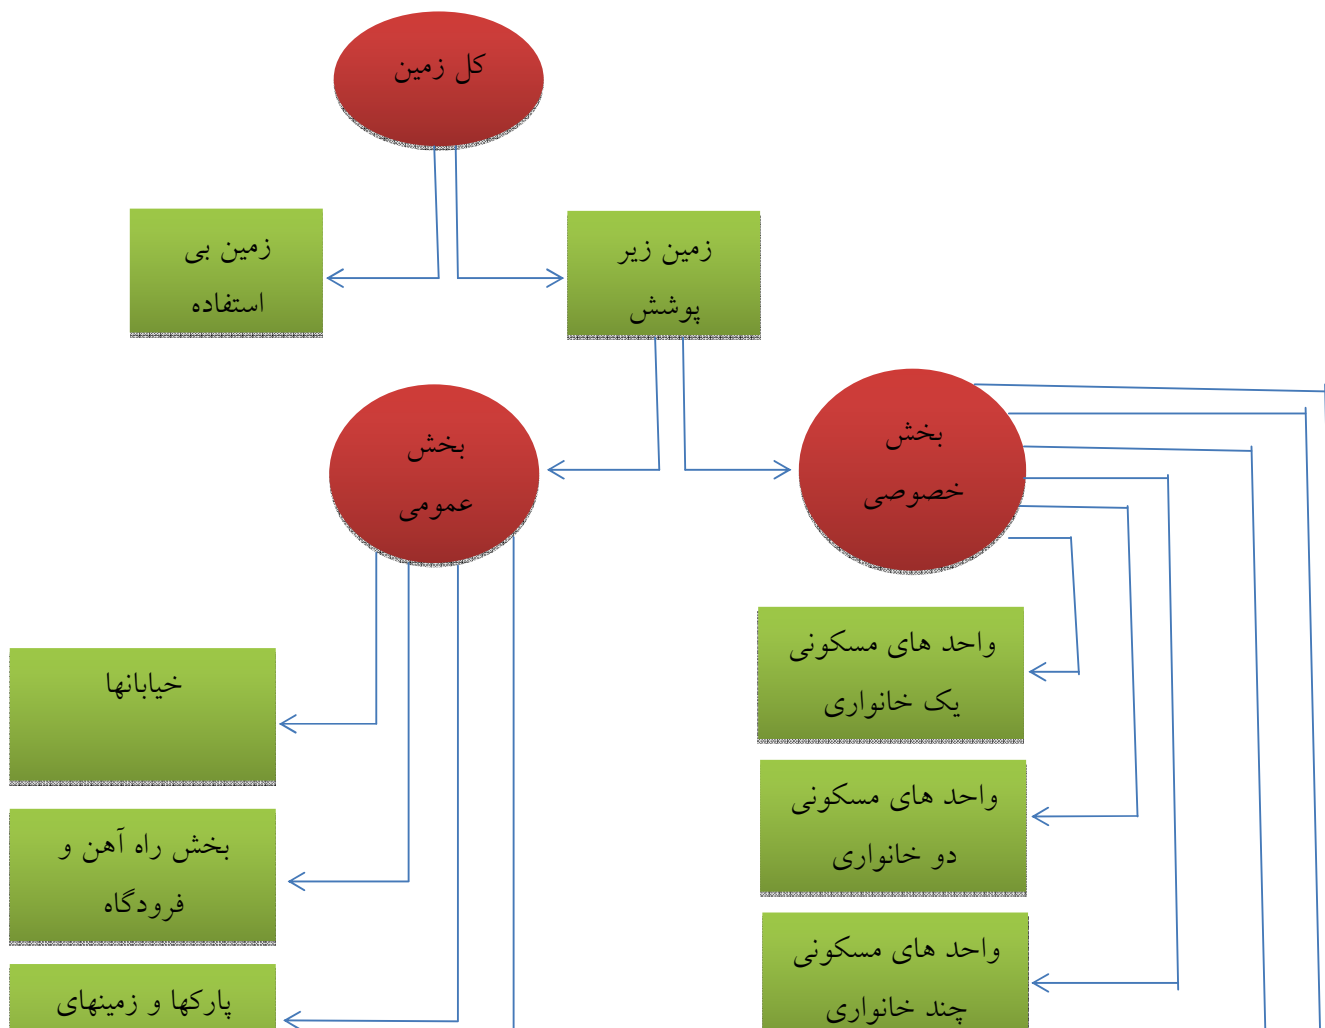 کل زمین
زمین زیر
پوشش
زمین بی
استفاده
بخش
خصوصی
بخش
عمومی
واحد های مسکونی
یک خانواری
واحد های مسکونی
دو خانواری
واحد های مسکونی
چند خانواری
خیابانها
بخش راه آهن و
فرودگاه
پارکها و زمینهای